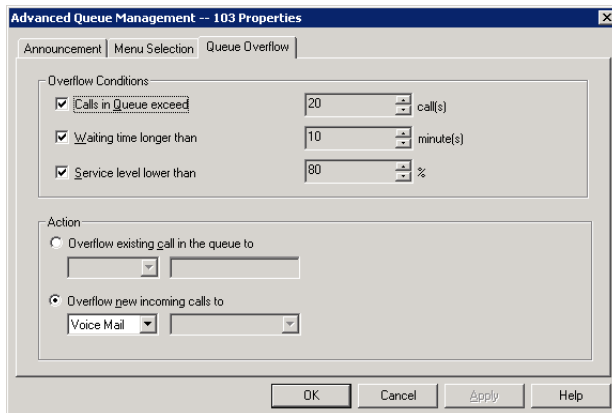 Advanced Queue Management -- 103 Properties
Announcement Menu Selection Queue Overflow
Overflow Conditions
Calls in Queue exceed 20 call(s)
Waiting time longer than 10 minute(s)
Service level lower than 80 %
Action
Overflow existing call in the queue to
Overflow new incoming calls to
Voice Mail
OK Cancel Apply Help